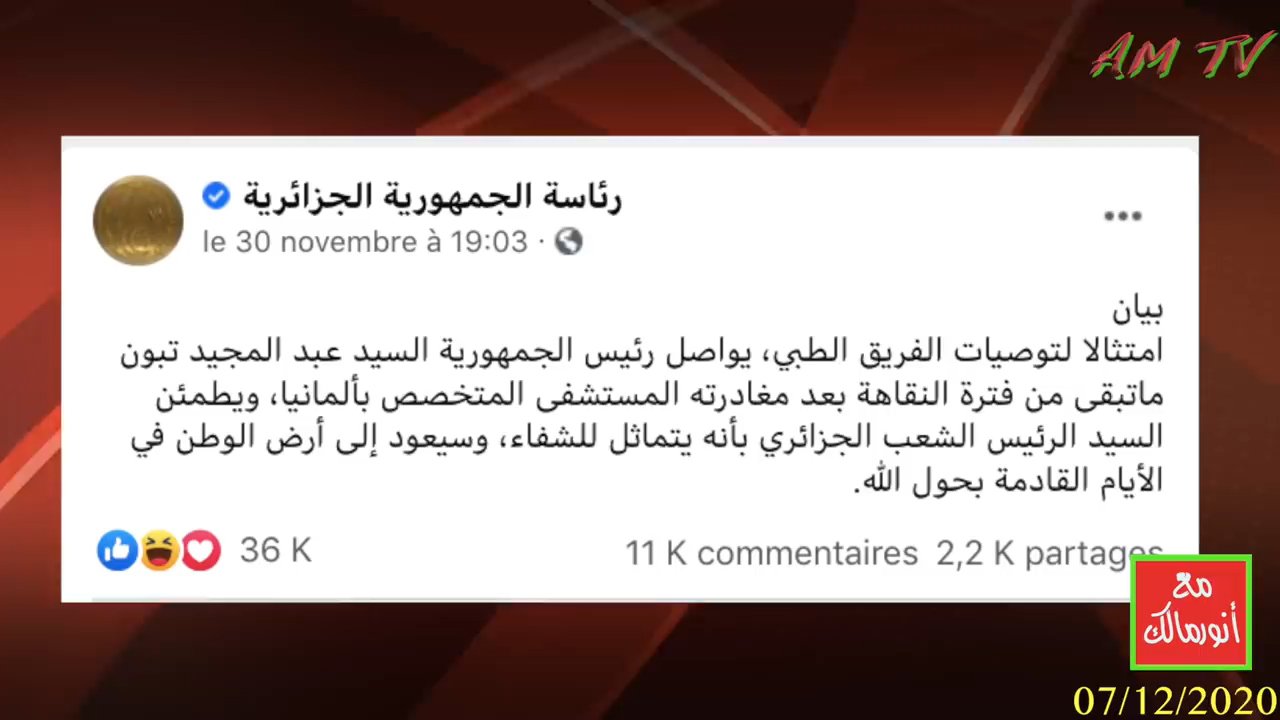 AM TV
رئاسة الجمهورية الجزائرية
le 30 novembre à 19:03 ·
بيان
امتثالا لتوصيات الفريق الطبي، يواصل رئيس الجمهورية السيد عبد المجيد تبون
ماتبقى من فترة النقاهة بعد مغادرته المستشفى المتخصص بألمانيا، ويطمئن
السيد الرئيس الشعب الجزائري بأنه يتماثل للشفاء، وسيعود إلى أرض الوطن في
الأيام القادمة بحول الله.
36 K
11 K commentaires 2,2 K partages
مع
أنورمالك
07/12/2020